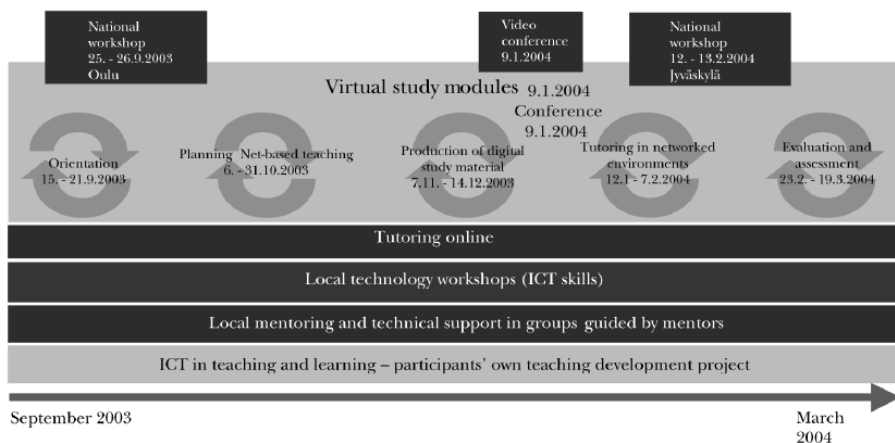 National
workshop
25. - 26.9.2003
Oulu
Video
conference
9.1.2004
National
workshop
12. - 13.2.2004
Jyväskylä
Virtual study modules 9.1.2004
Conference
9.1.2004
Orientation
15. - 21.9.2003
Planning Net-based teaching
6. - 31.10.2003
Production of digital
study material
7.11. - 14.12.2003
Tutoring in networked
environments
12.1 - 7.2.2004
Evaluation and
assessment
23.2. - 19.3.2004
Tutoring online
Local technology workshops (ICT skills)
Local mentoring and technical support in groups guided by mentors
ICT in teaching and learning – participants’ own teaching development project
September 2003
March
2004